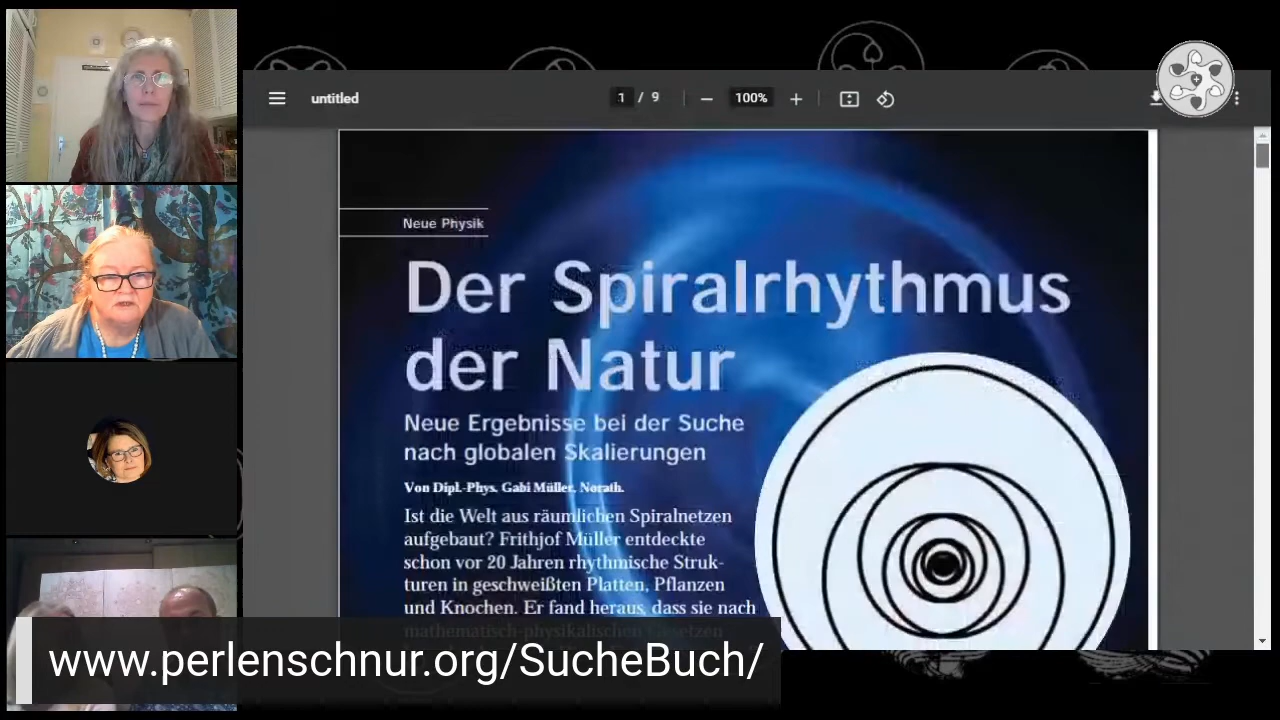 untitled
1 / 9
100%
Neue Physik
Der Spiralrhythmus
der Natur
Neue Ergebnisse bei der Suche
nach globalen Skalierungen
Von Dipl.-Phys. Gabi Müller, Norath.
Ist die Welt aus räumlichen Spiralnetzen
aufgebaut? Frithjof Müller entdeckte
schon vor 20 Jahren rhythmische Struk-
turen in geschweißten Platten, Pflanzen
und Knochen. Er fand heraus, dass sie nach
mathematisch-physikalischen Gesetzen
www.perlenschnur.org/SucheBuch/